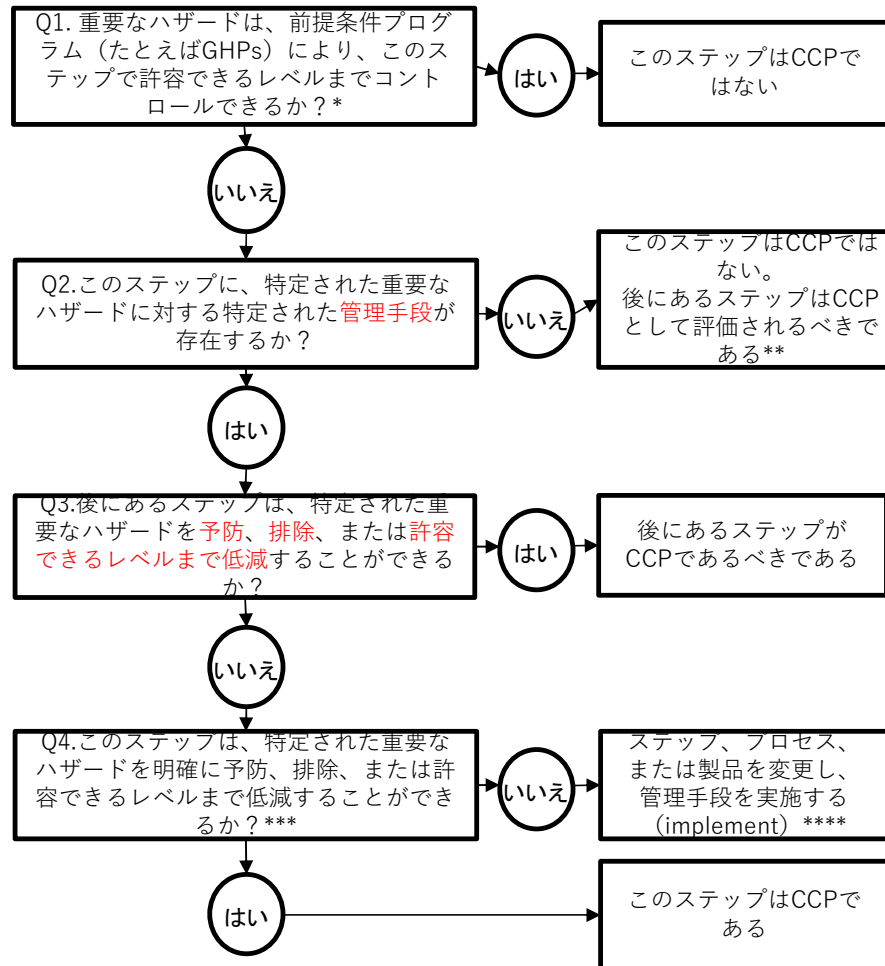 Q1. 重要なハザードは、前提条件プログ
ラム（たとえばGHPs）により、このス
テップで許容できるレベルまでコント
ロールできるか？*
はい
このステップはCCPで
はない
いいえ
Q2.このステップに、特定された重要な
ハザードに対する特定された管理手段が
存在するか？
いいえ
このステップはCCPでは
ない。
後にあるステップはCCP
として評価されるべきで
ある**
はい
Q3.後にあるステップは、特定された重
要なハザードを予防、排除、または許容
できるレベルまで低減することができる
か？
はい
後にあるステップが
CCPであるべきである
いいえ
Q4.このステップは、特定された重要な
ハザードを明確に予防、排除、または許
容できるレベルまで低減することができ
るか？***
いいえ
ステップ、プロセス、
または製品を変更し、
管理手段を実施する
（implement）****
はい
このステップはCCPで
ある